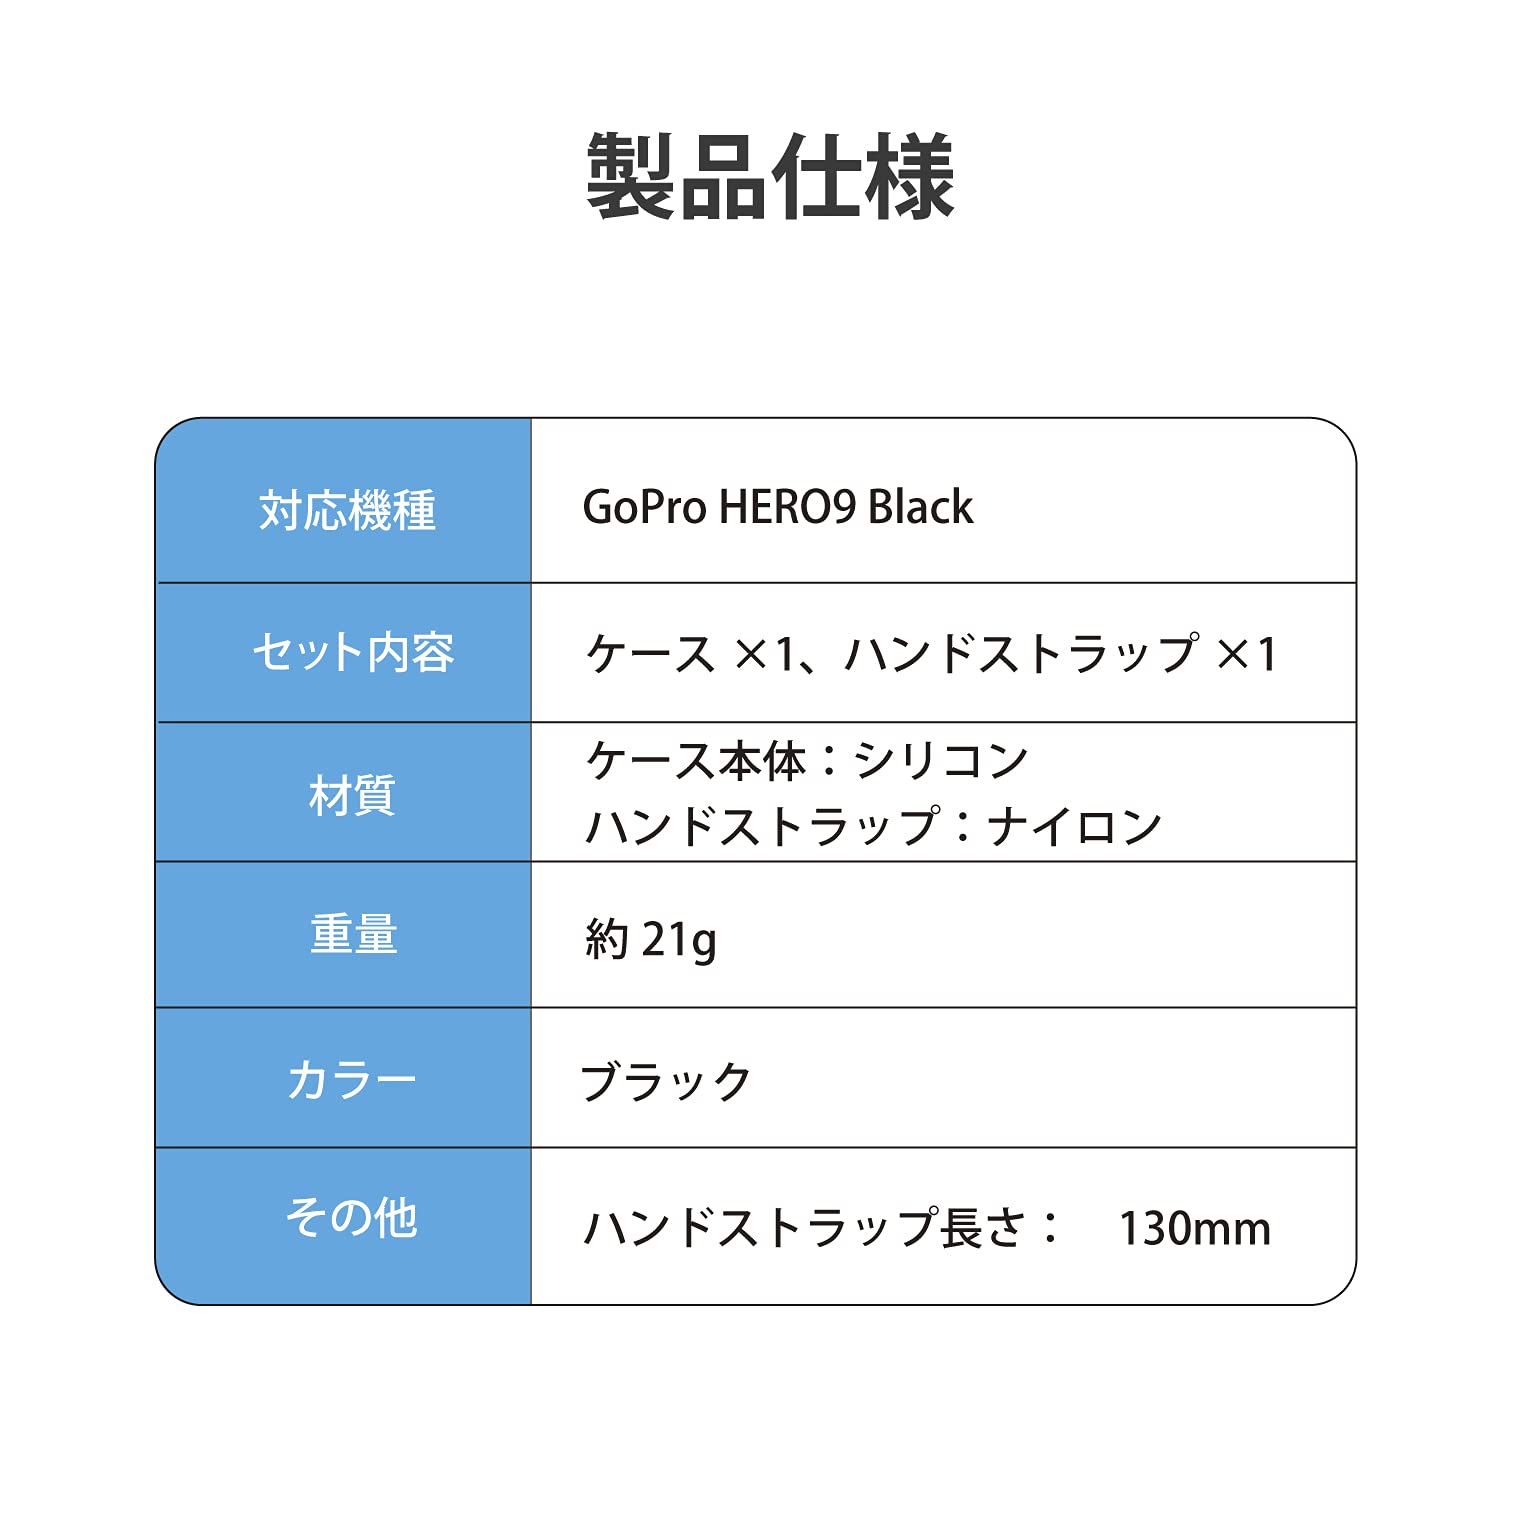 製品仕様
対応機種
GoPro HERO9 Black
セット内容
ケース ×1、ハンドストラップ ×1
材質
ケース本体：シリコン
ハンドストラップ：ナイロン
重量
約 21g
カラー
ブラック
その他
ハンドストラップ長さ：　130mm